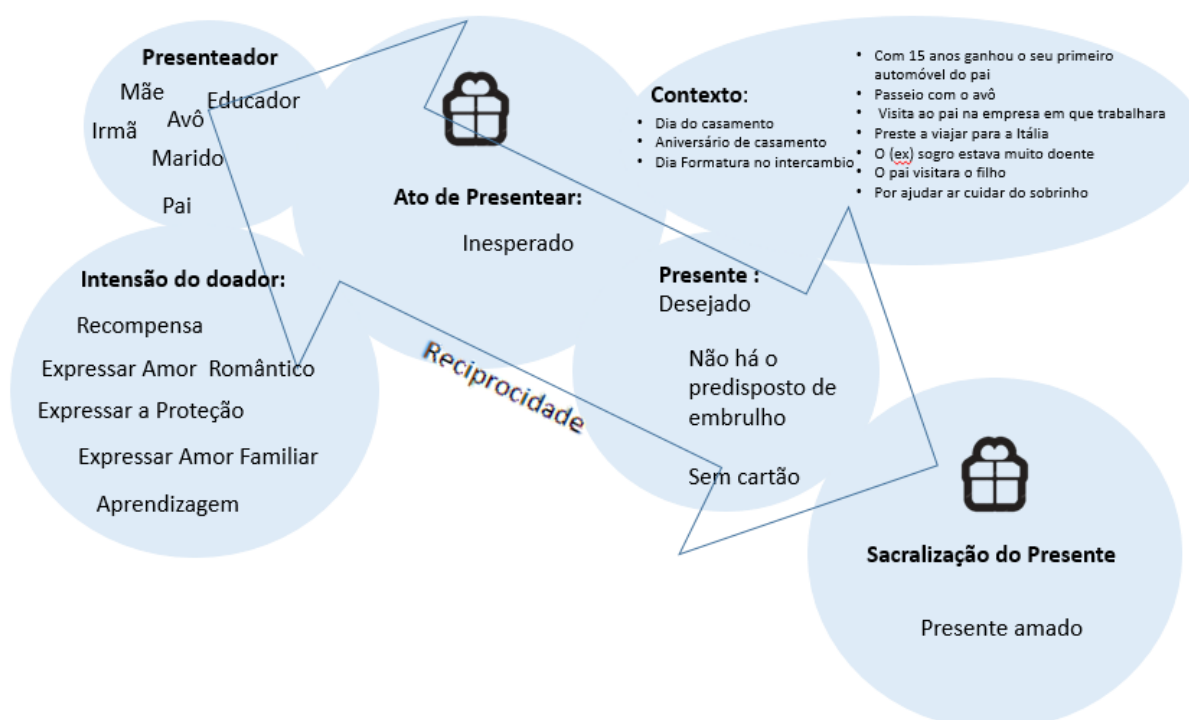 Presenteador
Mãe
Educador
Avô
Irmã
Marido
Pai
Intensão do doador:
Recompensa
Expressar Amor Romântico
Expressar a Proteção
Expressar Amor Familiar
Aprendizagem
Ato de Presentear:
Inesperado
Reciprocidade
Contexto:
• Dia do casamento
• Aniversário de casamento
• Dia Formatura no intercambio
• Com 15 anos ganhou o seu primeiro
automóvel do pai
• Passeio com o avô
• Visita ao pai na empresa em que trabalhara
• Preste a viajar para a Itália
• O (ex) sogro estava muito doente
• O pai visitara o filho
• Por ajudar ar cuidar do sobrinho
Presente :
Desejado
Não há o
predisposto de
embrulho
Sem cartão
Sacralização do Presente
Presente amado